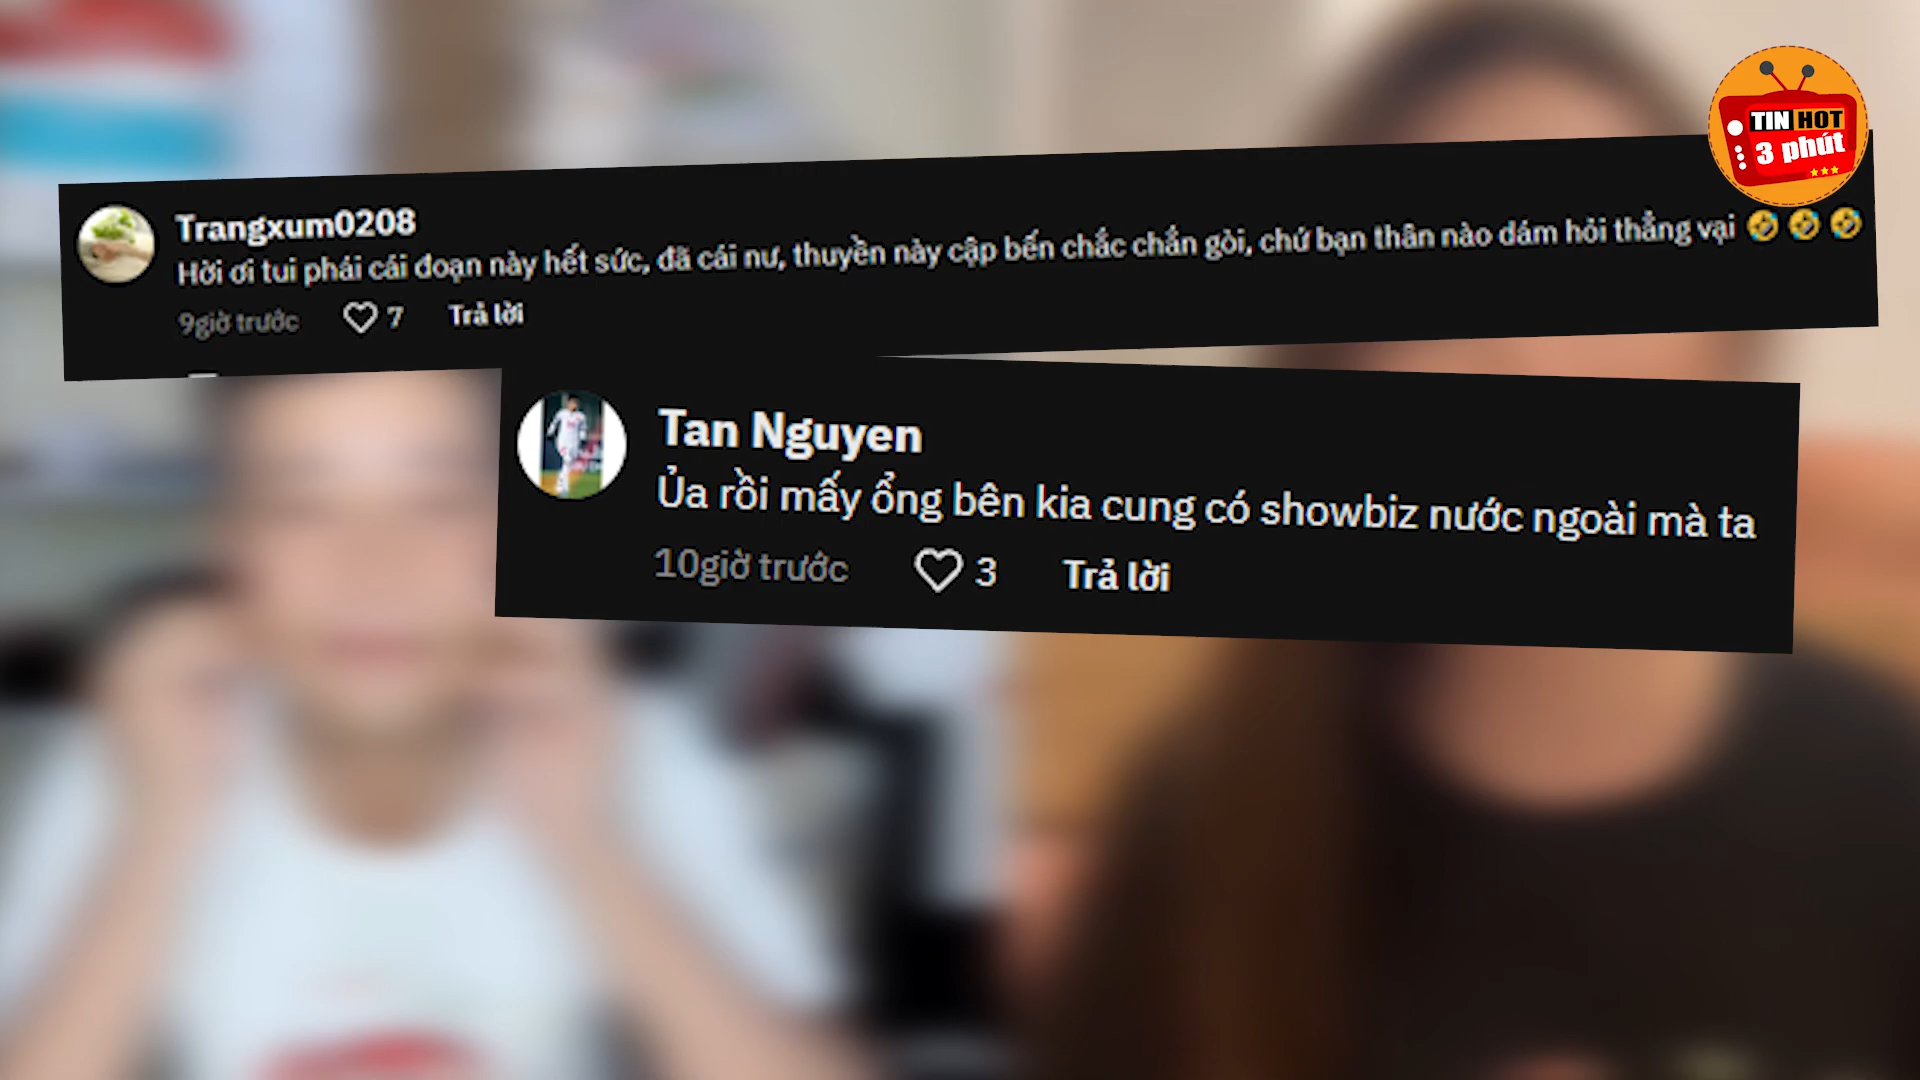 TIN HOT
3 phút
Trangxum0208
Hời ơi tui phái cái đoạn này hết sức, đã cái nư, thuyền này cập bến chắc chắn gòi, chứ bạn thân nào dám hỏi thẳng vại 🤣 🤣 🤣
9giờ trước 7 Trả lời
Tan Nguyen
Ủa rồi mấy ổng bên kia cung có showbiz nước ngoài mà ta
10giờ trước 3 Trả lời